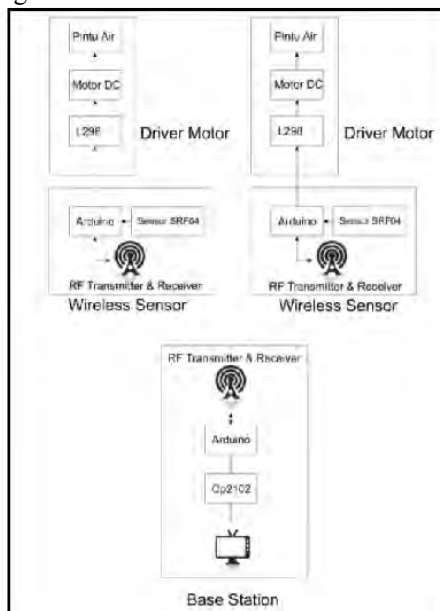 Pintu Air
Motor DC
L298
Driver Motor
Arduino
Sensor SRF04
RF Transmitter & Receiver
Wireless Sensor
Pintu Air
Motor DC
L298
Driver Motor
Arduino
Sensor SRF04
RF Transmitter & Receiver
Wireless Sensor
RF Transmitter & Receiver
Arduino
Cp2102
Base Station